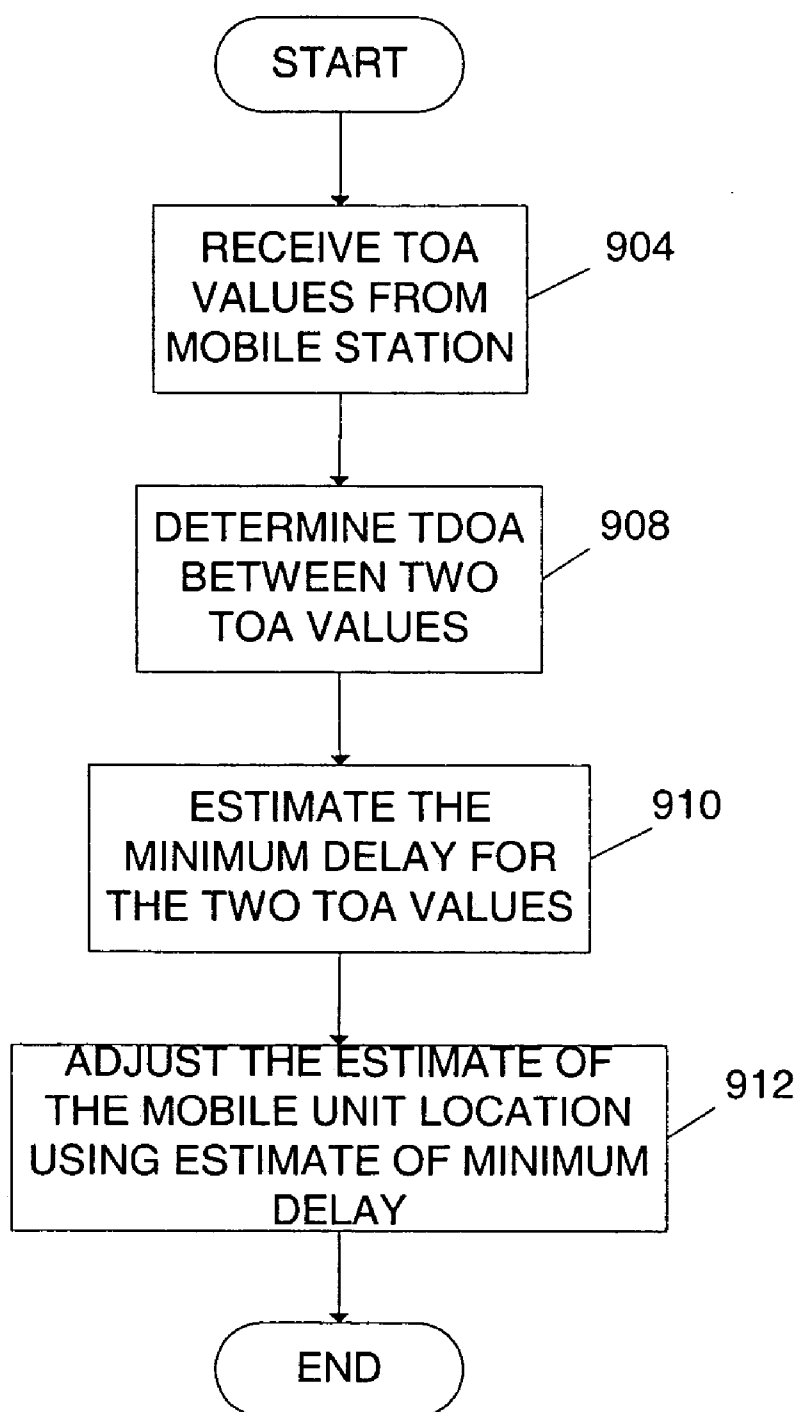 START
RECEIVE TOA
VALUES FROM
MOBILE STATION
904
DETERMINE TDOA
BETWEEN TWO
TOA VALUES
908
ESTIMATE THE
MINIMUM DELAY FOR
THE TWO TOA VALUES
910
ADJUST THE ESTIMATE OF
THE MOBILE UNIT LOCATION
USING ESTIMATE OF MINIMUM
DELAY
912
END